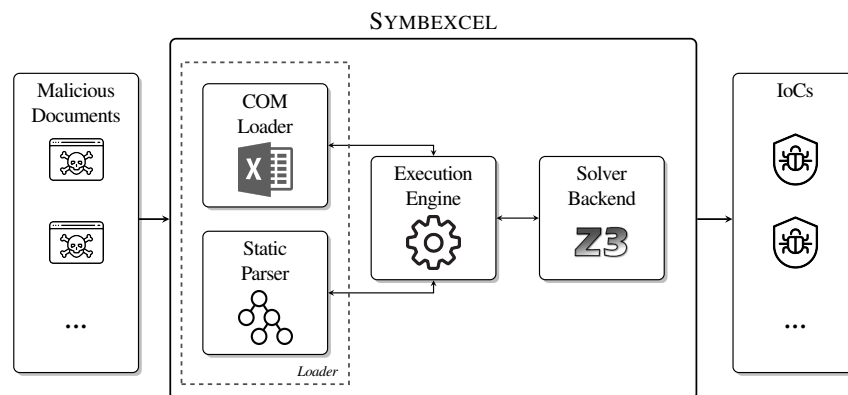 SYMBEXCEL
Malicious
Documents
...
COM
Loader
X
Static
Parser
Loader
Execution
Engine
Solver
Backend
Z3
IoCs
...